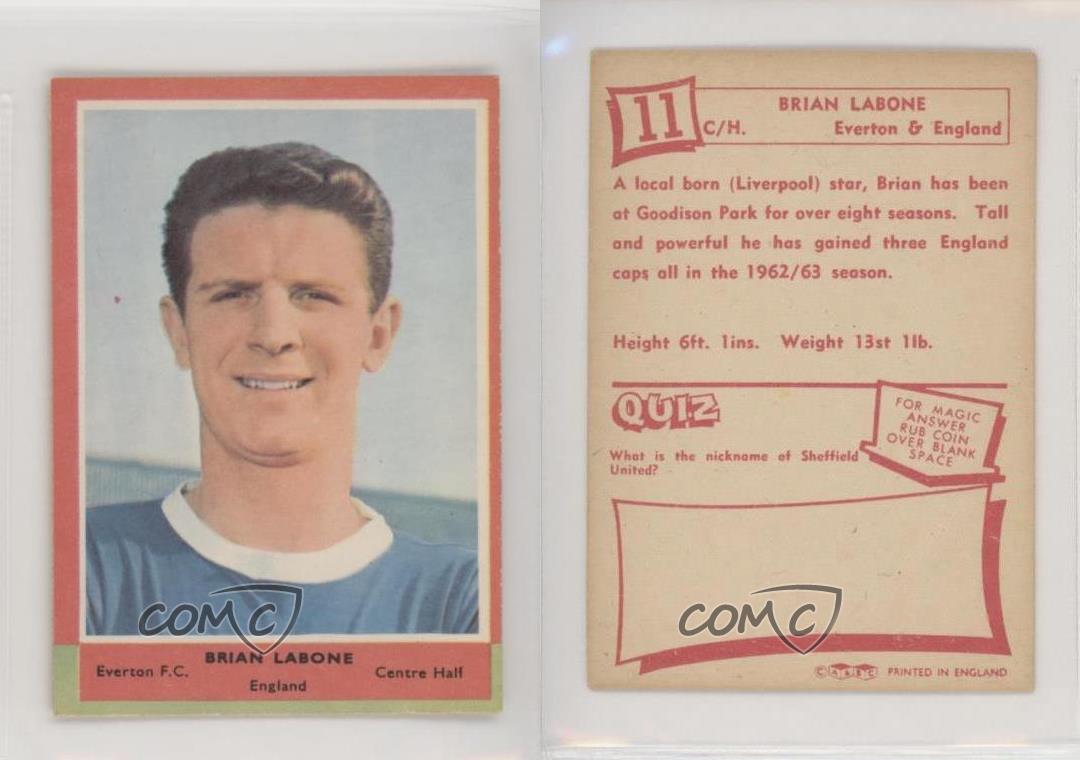 BRIAN LABONE
Everton F.C.
Centre Half
England
COMC
11
BRIAN LABONE
C/H.
Everton & England
A local born (Liverpool) star, Brian has been
at Goodison Park for over eight seasons. Tall
and powerful he has gained three England
caps all in the 1962/63 season.
Height 6ft. 1ins. Weight 13st 1lb.
QUIZ
FOR MAGIC
ANSWER
RUB COIN
OVER BLANK
SPACE
What is the nickname of Sheffield
United?
COMC
CA&BC PRINTED IN ENGLAND